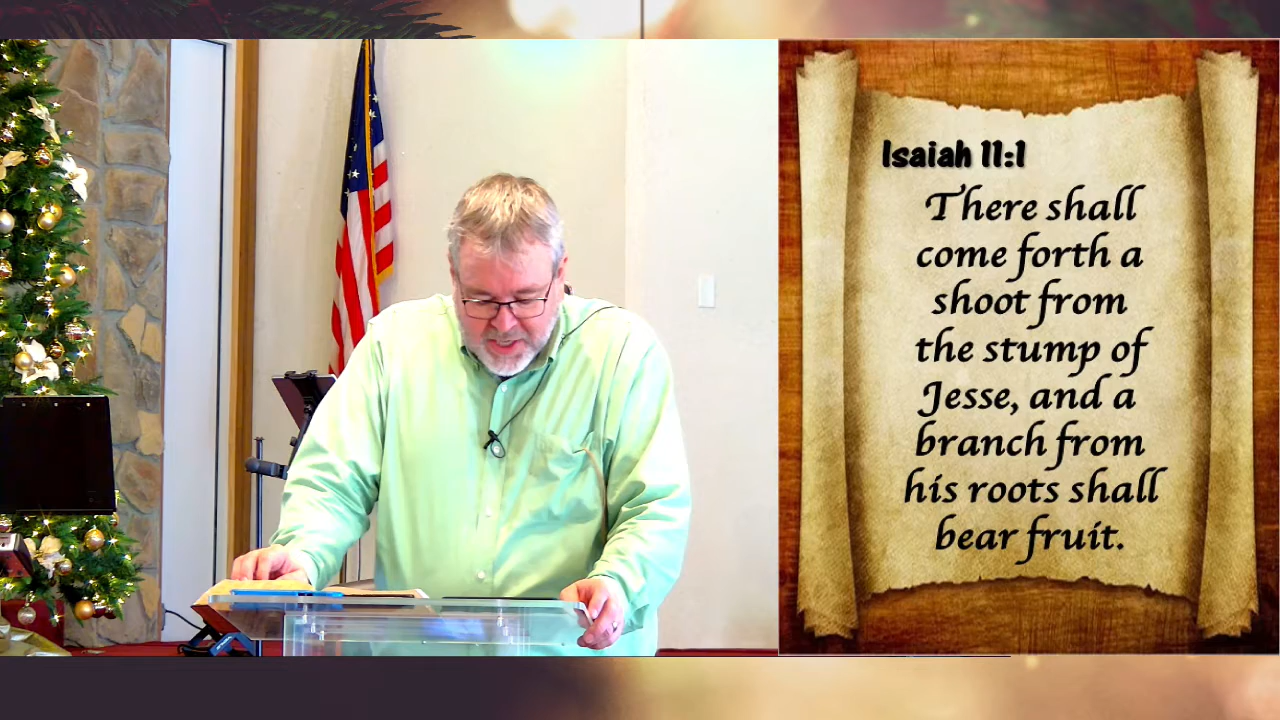 Isaiah 11:1
There shall
come forth a
shoot from
the stump of
Jesse, and a
branch from
his roots shall
bear fruit.